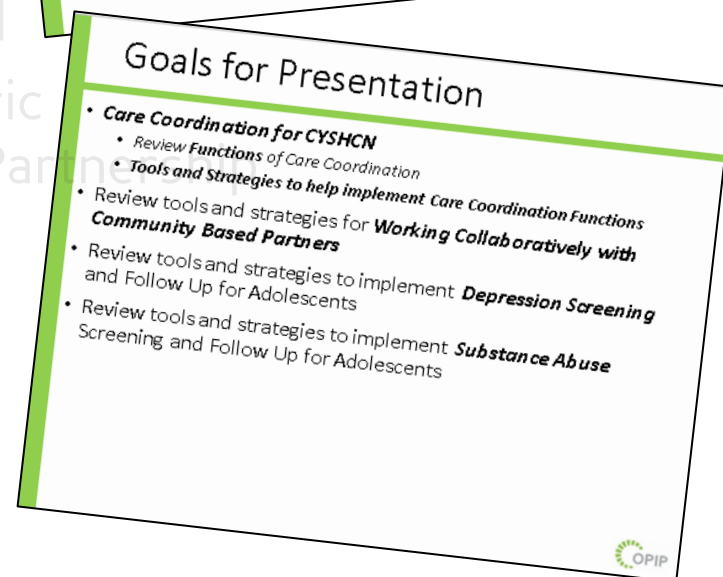 ric
Partnership
Goals for Presentation
• Care Coordination for CYSHCN
• Review Functions of Care Coordination
• Tools and Strategies to help implement Care Coordination Functions
• Review tools and strategies for Working Collaboratively with
Community Based Partners
• Review tools and strategies to implement Depression Screening
and Follow Up for Adolescents
• Review tools and strategies to implement Substance Abuse
Screening and Follow Up for Adolescents
OPIP